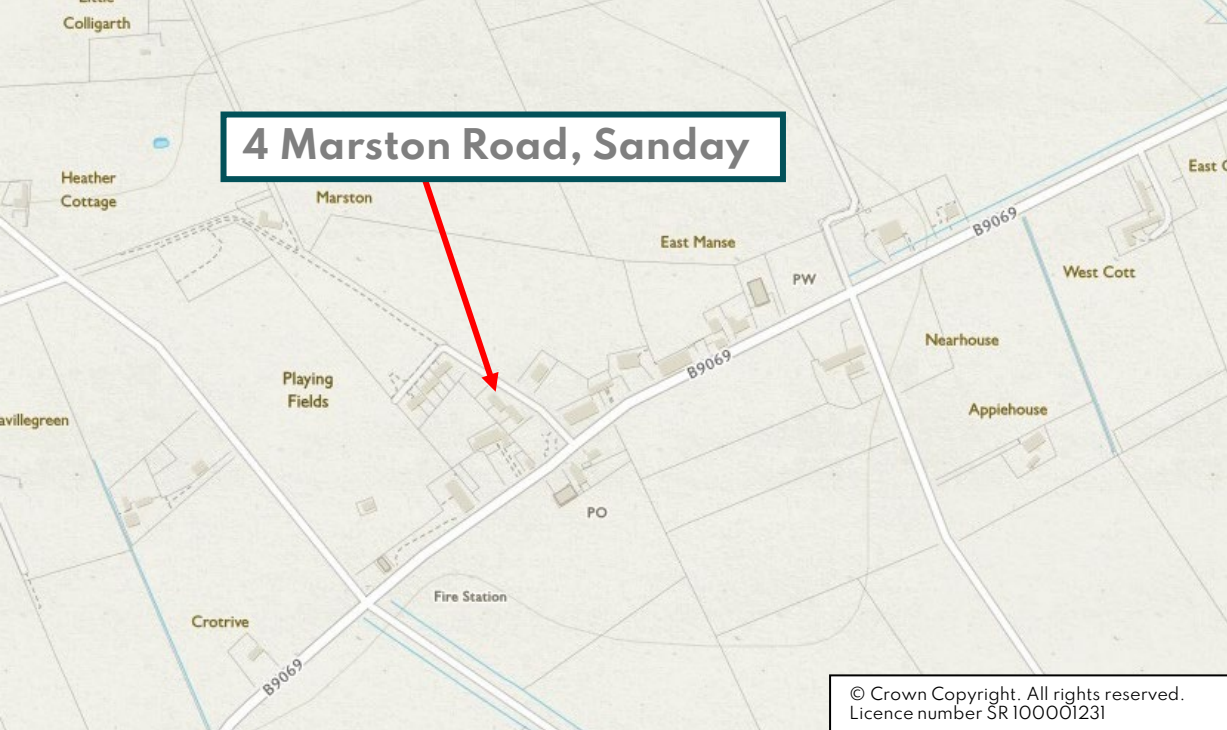 Little
Colligarth
4 Marston Road, Sanday
Heather
Cottage
Marston
East
B9069
East Manse
PW
West Cott
Nearhouse
B9069
Playing
Fields
Appiehouse
avillegreen
PO
Fire Station
Crotrive
B9069
© Crown Copyright. All rights reserved.
Licence number SR 100001231